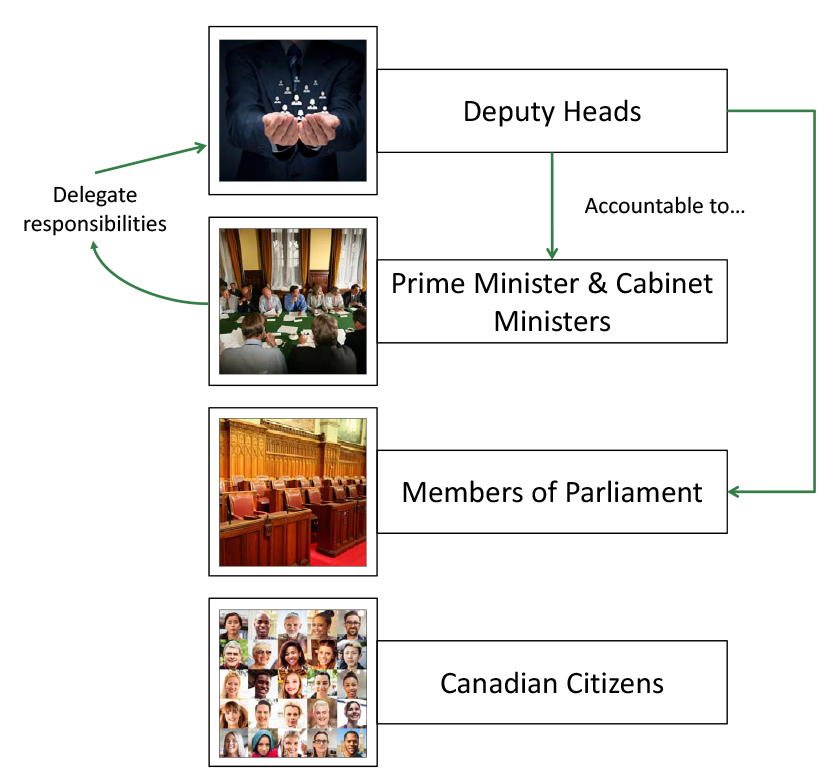 Deputy Heads
Delegate
responsibilities
Accountable to...
Prime Minister & Cabinet
Ministers
Members of Parliament
Canadian Citizens